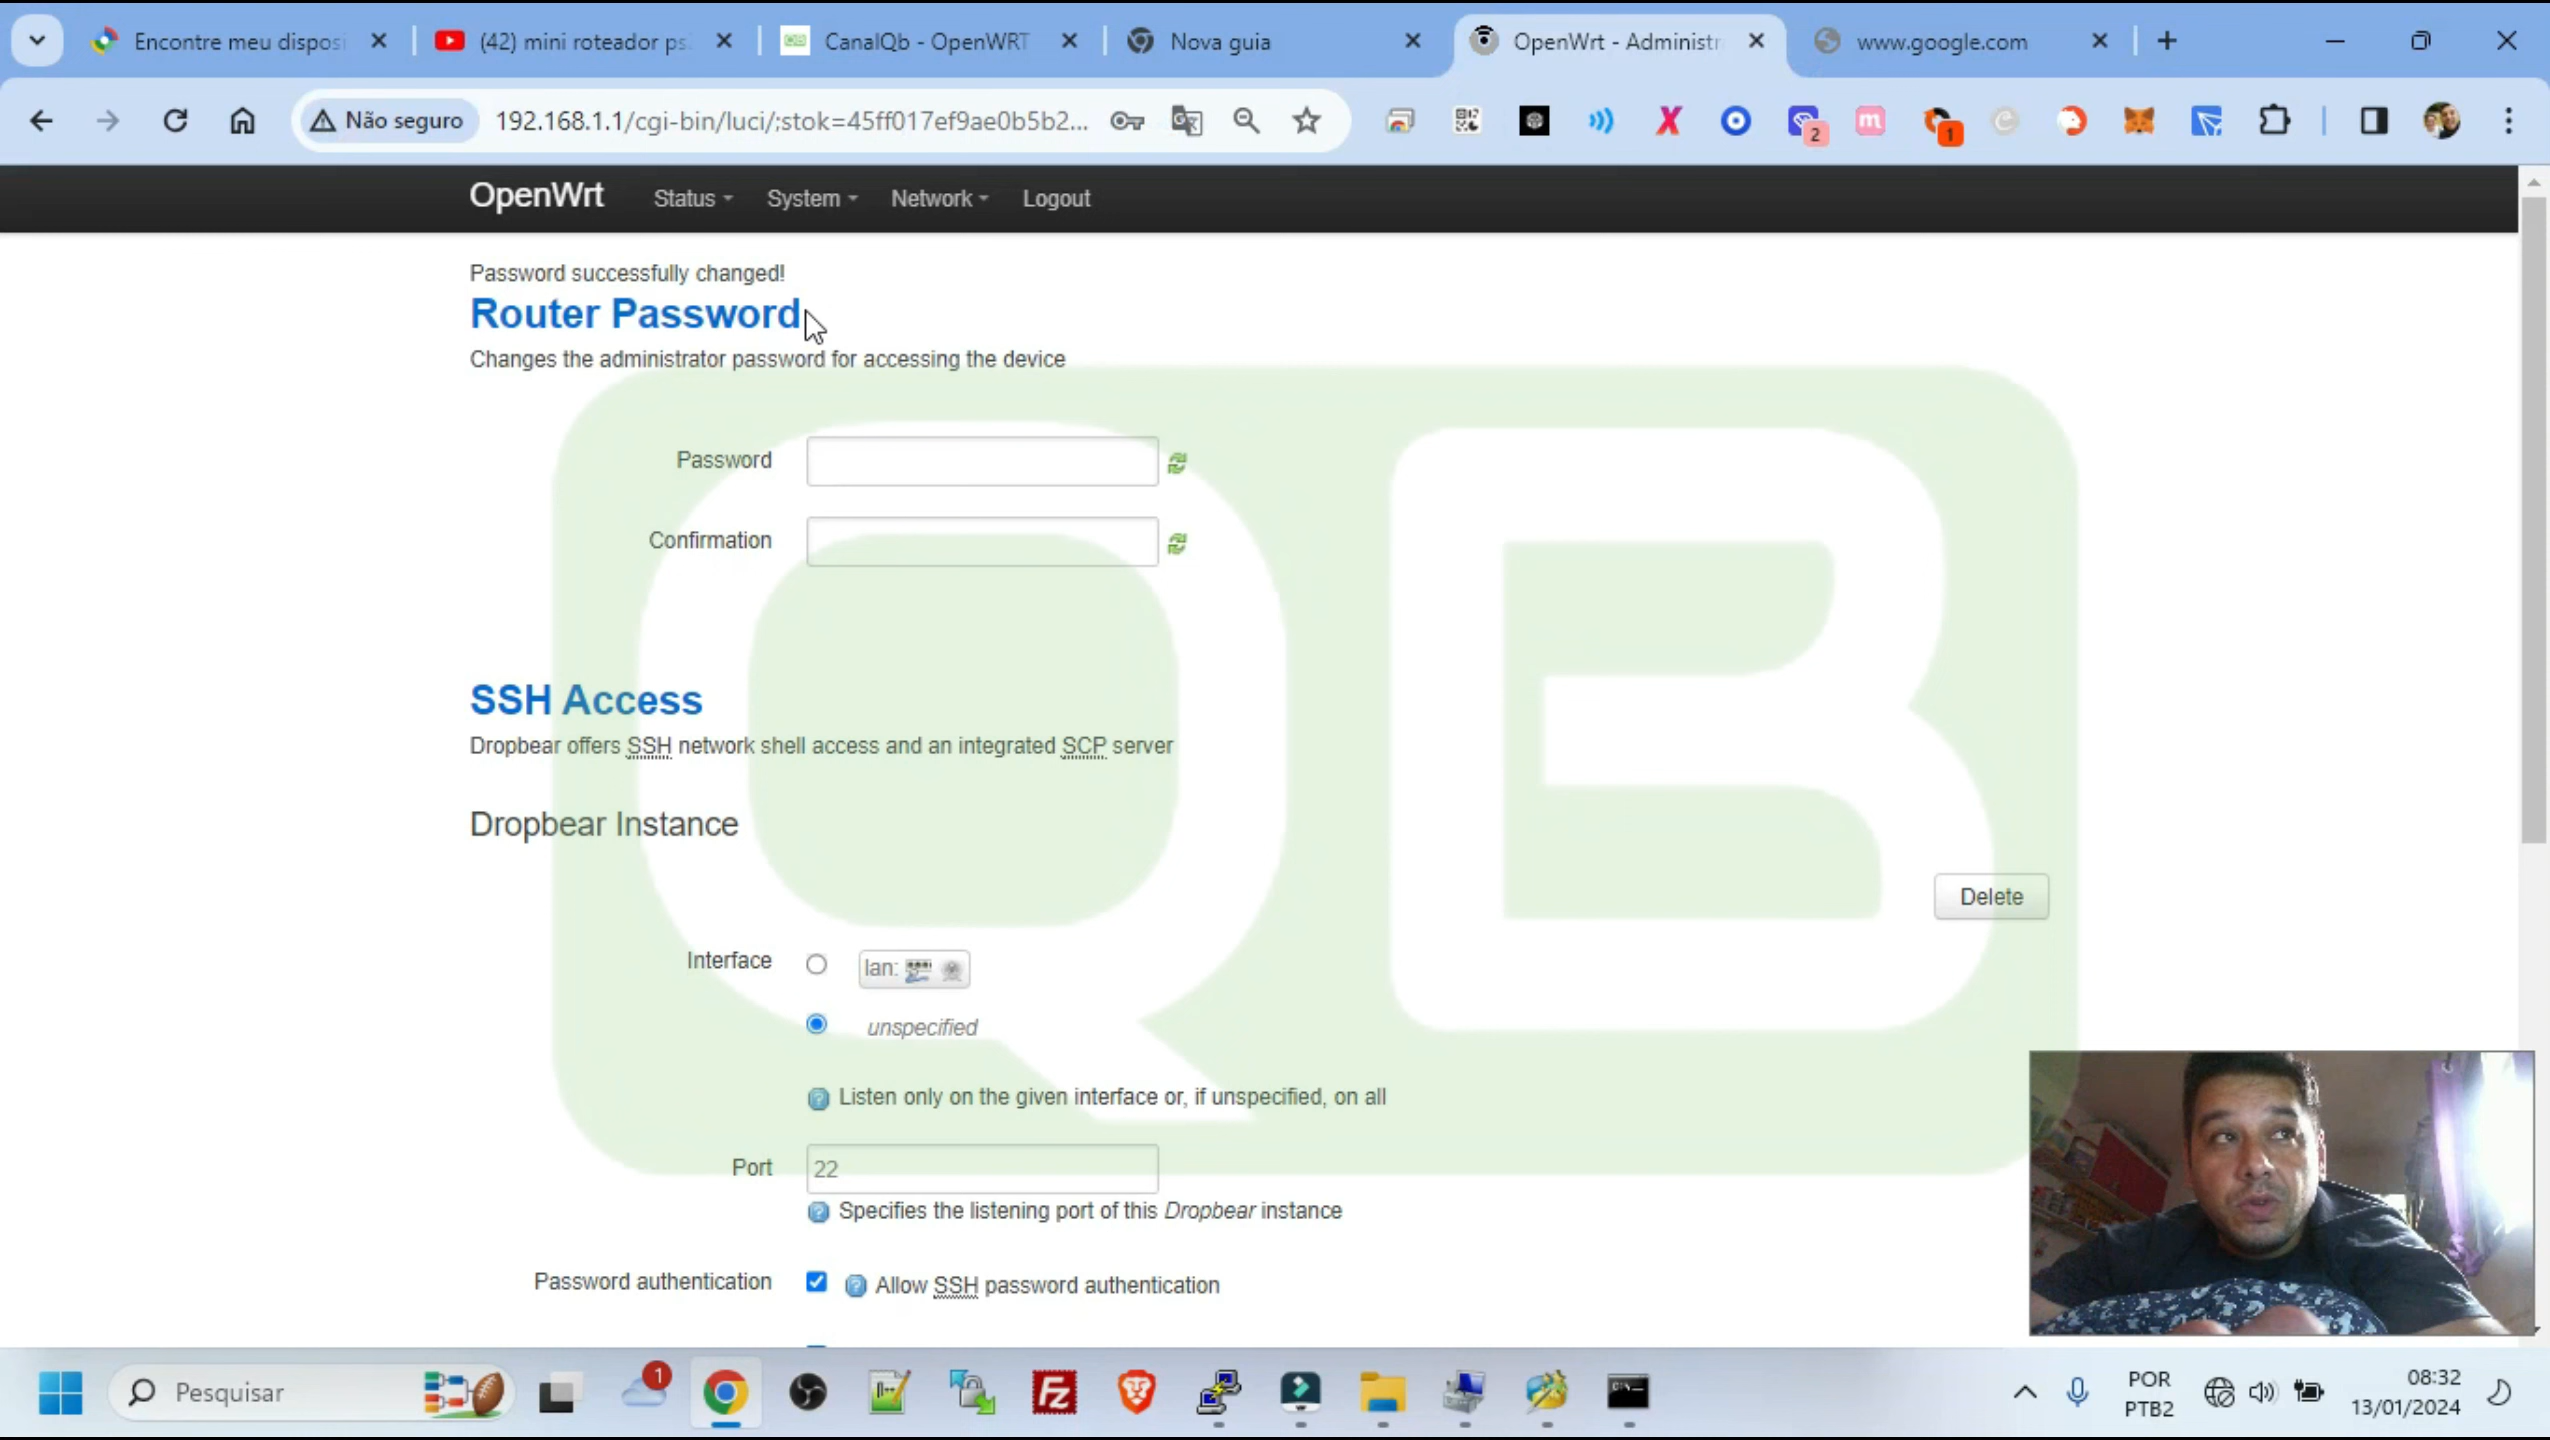 Encontre meu disposi
(42) mini roteador ps
CanalQb - OpenWRT
Nova guia
OpenWrt - Administr
www.google.com
Não seguro
192.168.1.1/cgi-bin/luci/;stok=45ff017ef9ae0b5b2...
2
m
1
OpenWrt
Status
System
Network
Logout
Password successfully changed!
Router Password
Changes the administrator password for accessing the device
Password
Confirmation
QB
SSH Access
Dropbear offers SSH network shell access and an integrated SCP server
Dropbear Instance
Delete
Interface
lan:
unspecified
Listen only on the given interface or, if unspecified, on all
Port
22
Specifies the listening port of this Dropbear instance
Password authentication
Allow SSH password authentication
Pesquisar
1
Fz
POR
PTB2
08:32
13/01/2024